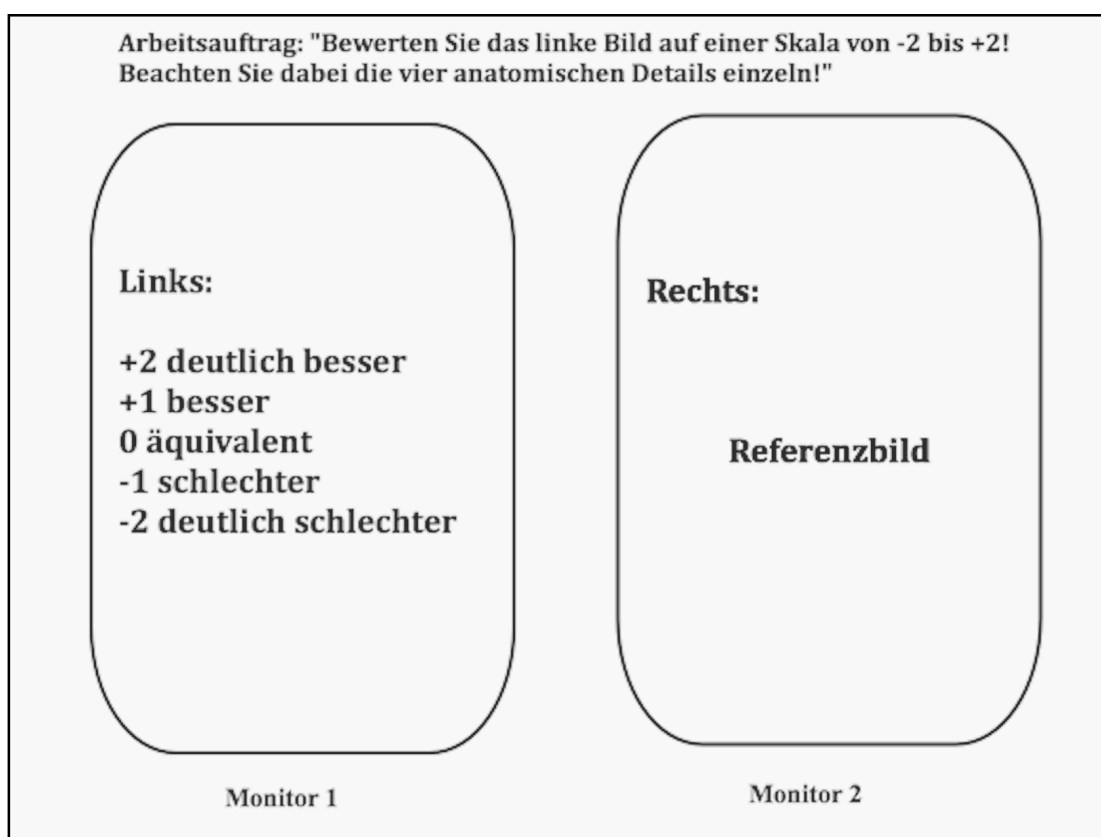 Arbeitsauftrag: "Bewerten Sie das linke Bild auf einer Skala von -2 bis +2!
Beachten Sie dabei die vier anatomischen Details einzeln!"
Links:
+2 deutlich besser
+1 besser
0 äquivalent
-1 schlechter
-2 deutlich schlechter
Rechts:
Referenzbild
Monitor 1
Monitor 2